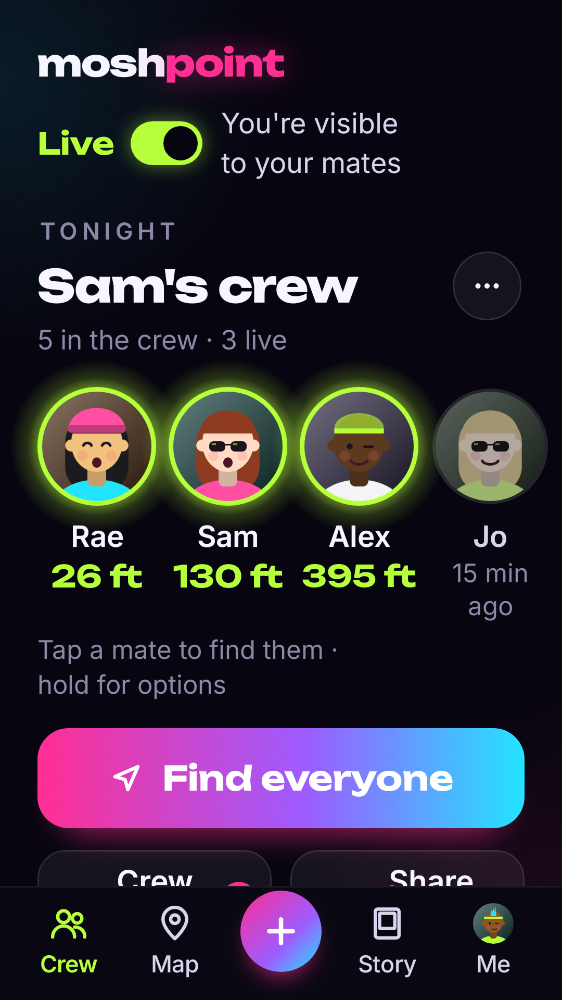 moshpoint
Live
You're visible
to your mates
TONIGHT
Sam's crew
5 in the crew · 3 live
Rae
Sam
Alex
Jo
26 ft
130 ft
395 ft
15 min
ago
Tap a mate to find them ·
hold for options
Find everyone
Crew
Share
Crew
Map
Story
Me